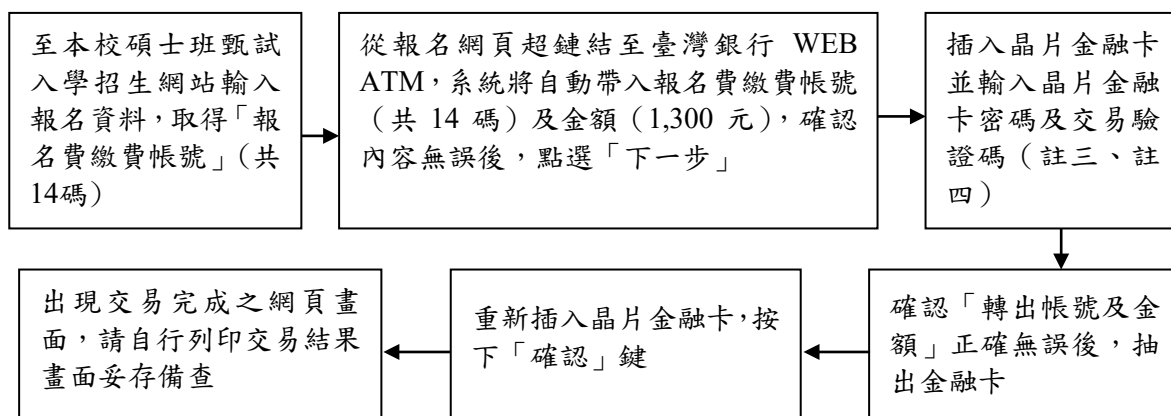 至本校碩士班甄試
入學招生網站輸入
報名資料，取得「報
名費繳費帳號」（共
14碼）
從報名網頁超鏈結至臺灣銀行 WEB
ATM，系統將自動帶入報名費繳費帳號
（共 14 碼）及金額（1,300 元），確認
內容無誤後，點選「下一步」
插入晶片金融卡
並輸入晶片金融
卡密碼及交易驗
證碼（註三、註
四）
確認「轉出帳號及金
額」正確無誤後，抽
出金融卡
重新插入晶片金融卡，按
下「確認」鍵
出現交易完成之網頁畫
面，請自行列印交易結果
畫面妥存備查